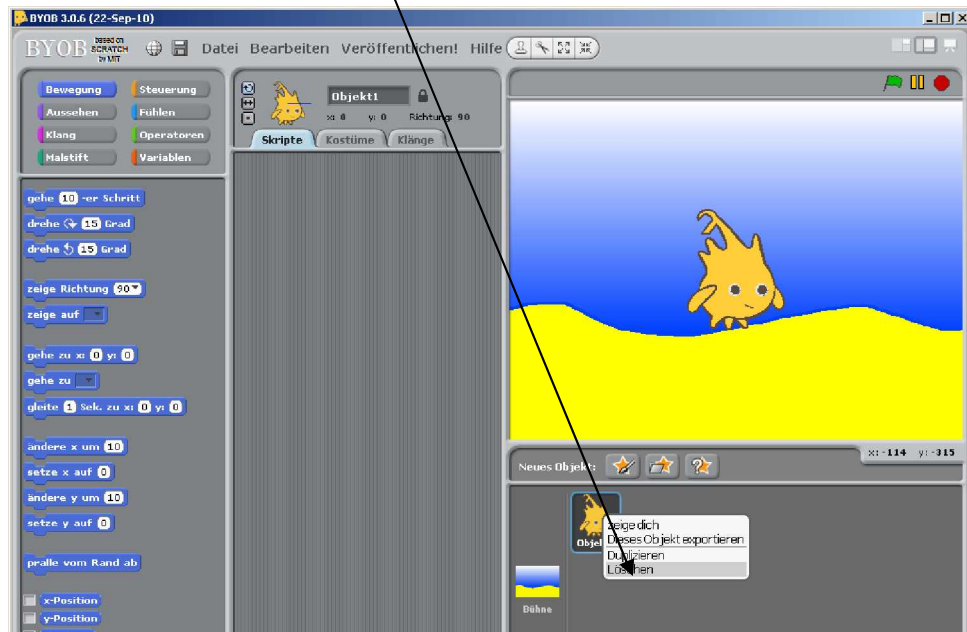 BYOB 3.0.6 (22-Sep-10)
BYOB based on SCRATCH by MIT Datei Bearbeiten Veröffentlichen! Hilfe
Bewegung Steuerung
Aussehen Fühlen
Klang Operatoren
Malstift Variablen
gehe 10 -er Schritt
drehe 15 Grad
drehe 15 Grad
zeige Richtung 90
zeige auf
gehe zu x: 0 y: 0
gehe zu
gleite 1 Sek. zu x: 0 y: 0
ändere x um 10
setze x auf 0
ändere y um 10
setze y auf 0
pralle vom Rand ab
x-Position
y-Position
Objekt1
x: 0 y: 0 Richtung: 90
Skripte Kostüme Klänge
x: -114 y: -315
Neues Objekt:
Objek
zeige dich
Dieses Objekt exportieren
Duplizieren
Löschen
Bühne